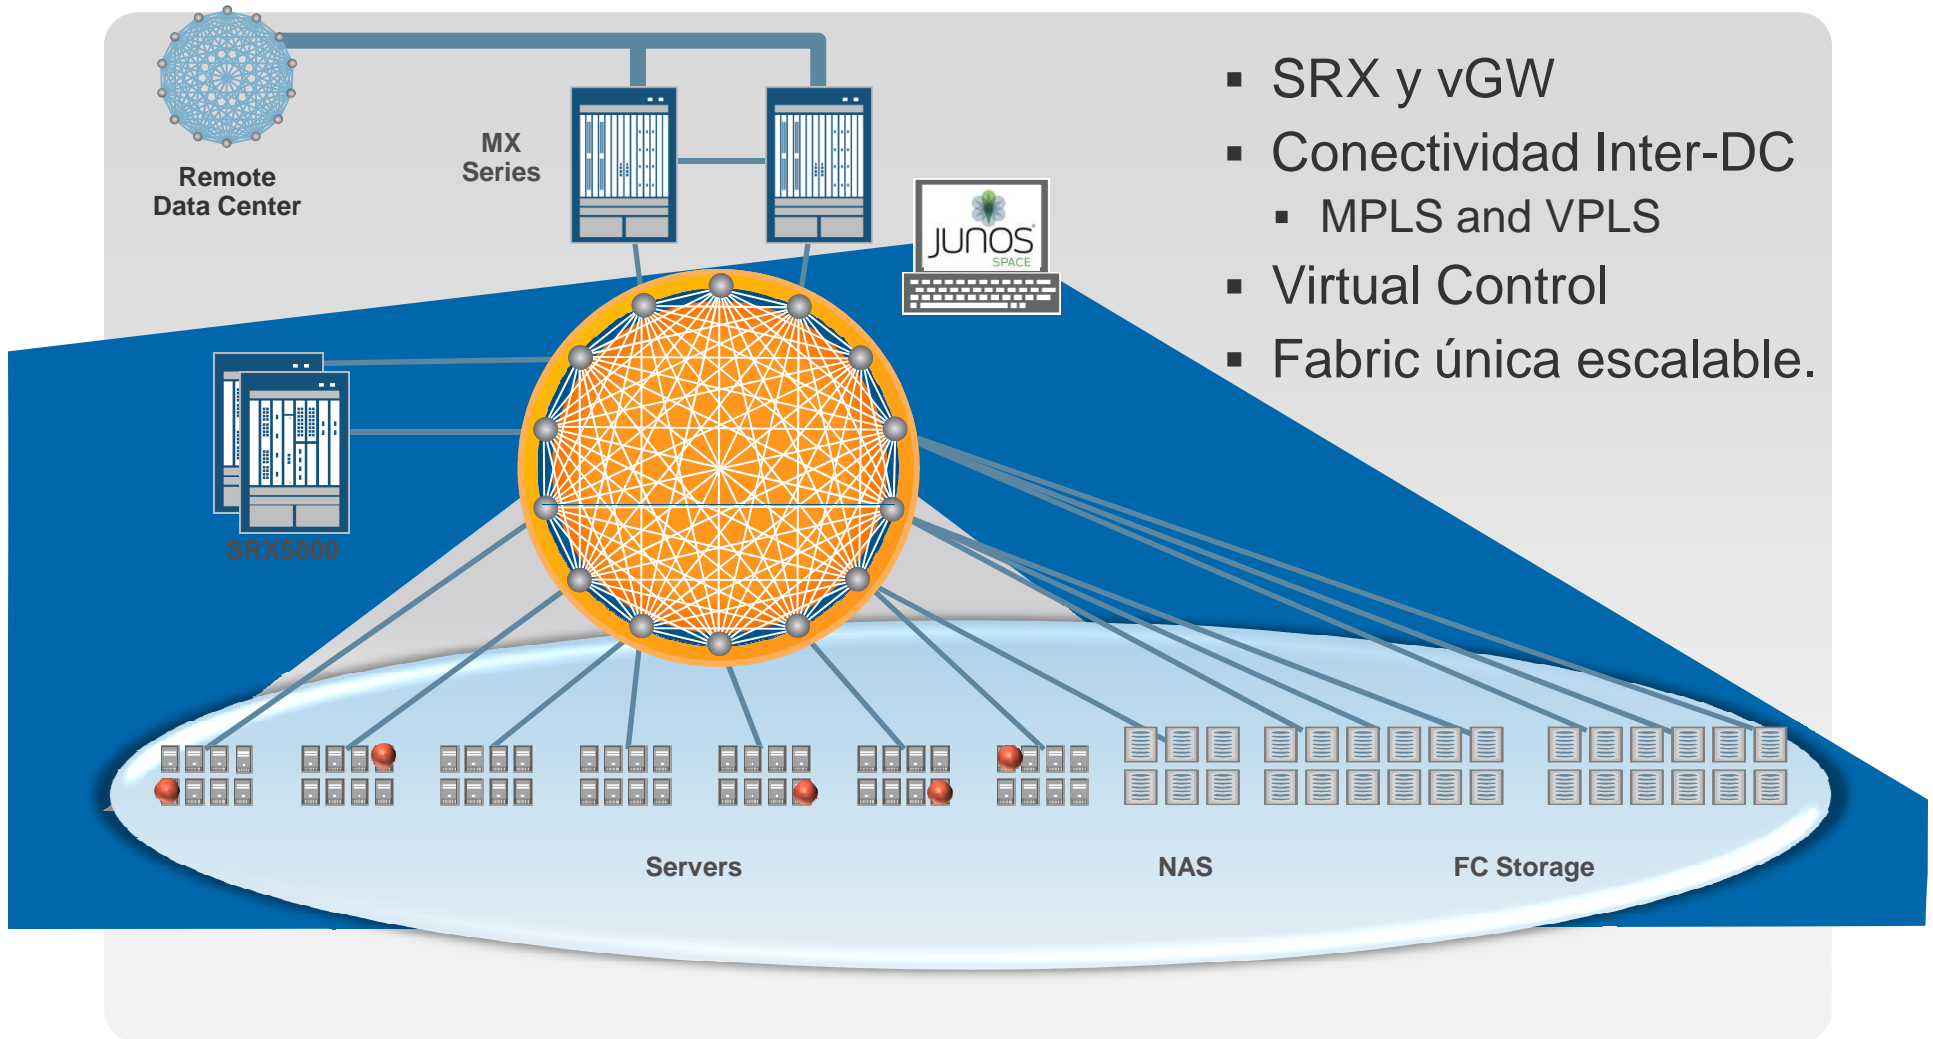 Remote
Data Center
MX
Series
JUNOS
SPACE
SRX5800
▪ SRX y vGW
▪ Conectividad Inter-DC
▪ MPLS and VPLS
▪ Virtual Control
▪ Fabric única escalable.
Servers
NAS
FC Storage